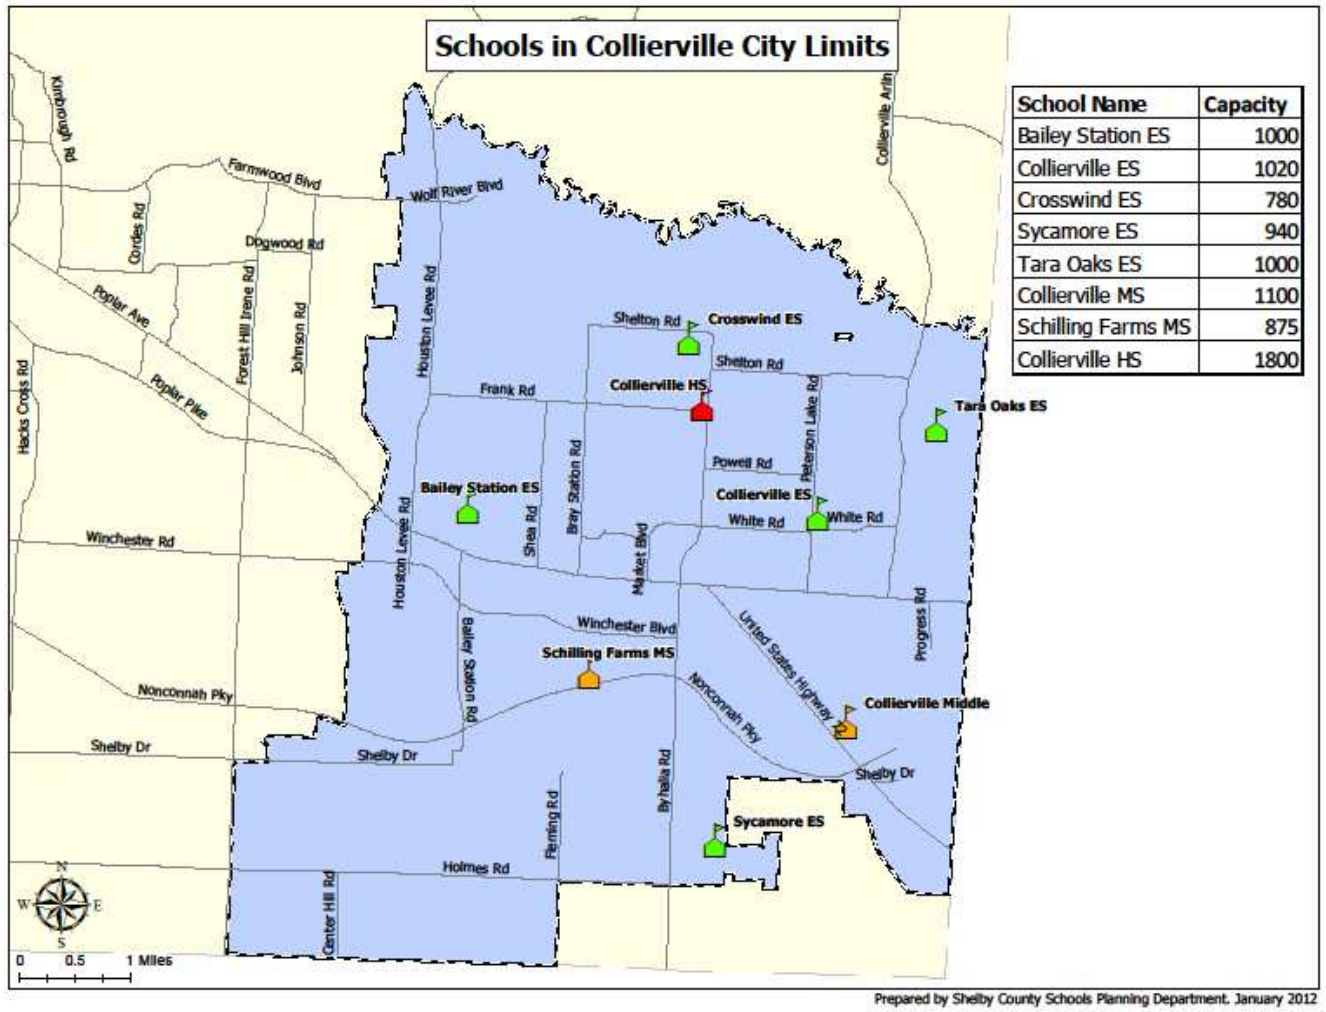 Schools in Collierville City Limits
School Name Capacity
Bailey Station ES 1000
Collierville ES 1020
Crosswind ES 780
Sycamore ES 940
Tara Oaks ES 1000
Collierville MS 1100
Schilling Farms MS 875
Collierville HS 1800
Kimbrough Rd
Collierville Arlin
Farmwood Blvd
Wolf River Blvd
Cordes Rd
Dogwood Rd
Poplar Ave
Forest Hill Irene Rd
Johnson Rd
Houston Levee Rd
Shelton Rd
Crosswind ES
Shelton Rd
Hacks Cross Rd
Poplar Pike
Frank Rd
Collierville HS
Peterson Lake Rd
Tara Oaks ES
Bray Station Rd
Powell Rd
Bailey Station ES
Collierville ES
Houston Levee Rd
Shea Rd
Market Blvd
White Rd
White Rd
Winchester Rd
Progress Rd
Bailey Station Rd
Winchester Blvd
United States Highway 72
Schilling Farms MS
Nonconnah Pky
Nonconnah Pky
Collierville Middle
Shelby Dr
Shelby Dr
Byhalia Rd
Shelby Dr
Fleming Rd
Sycamore ES
Holmes Rd
Center Hill Rd
N
W E
S
0 0.5 1 Miles
Prepared by Shelby County Schools Planning Department. January 2012